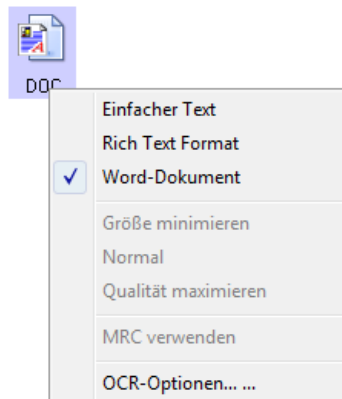 DOC
Einfacher Text
Rich Text Format
Word-Dokument
Größe minimieren
Normal
Qualität maximieren
MRC verwenden
OCR-Optionen... ...